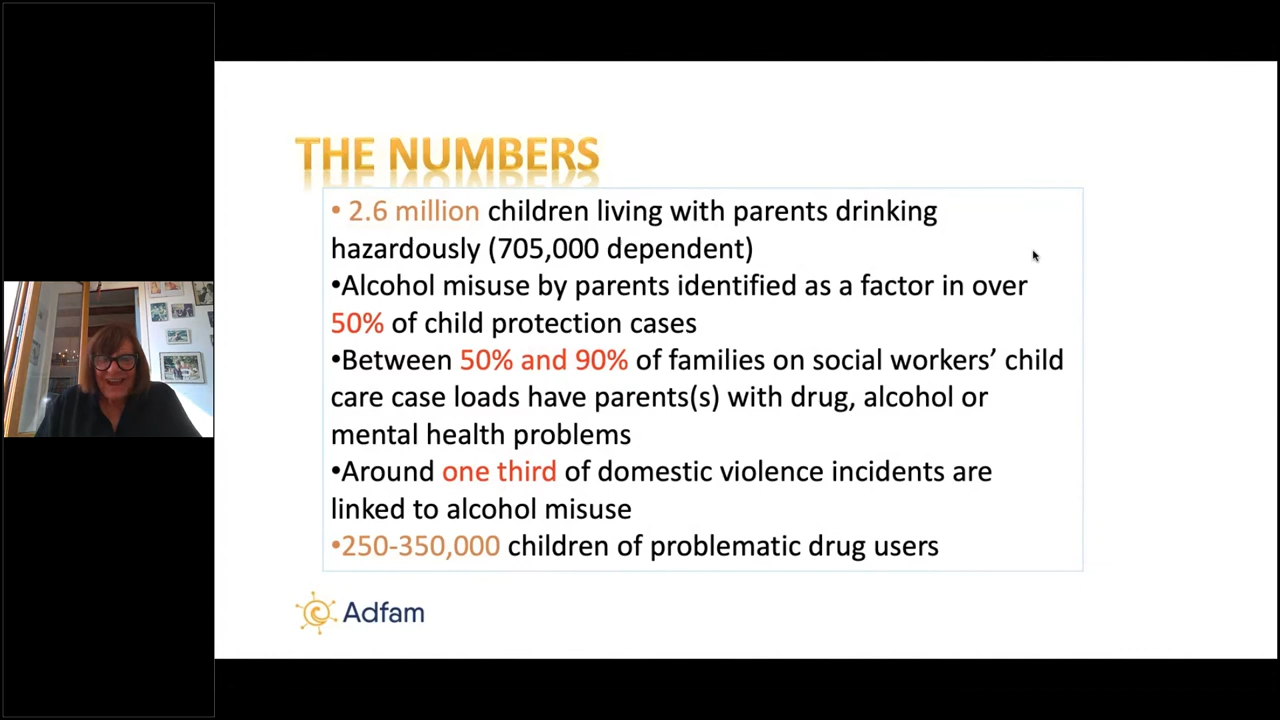 THE NUMBERS
• 2.6 million children living with parents drinking
hazardously (705,000 dependent)
•Alcohol misuse by parents identified as a factor in over
50% of child protection cases
•Between 50% and 90% of families on social workers’ child
care case loads have parents(s) with drug, alcohol or
mental health problems
•Around one third of domestic violence incidents are
linked to alcohol misuse
•250-350,000 children of problematic drug users
Adfam